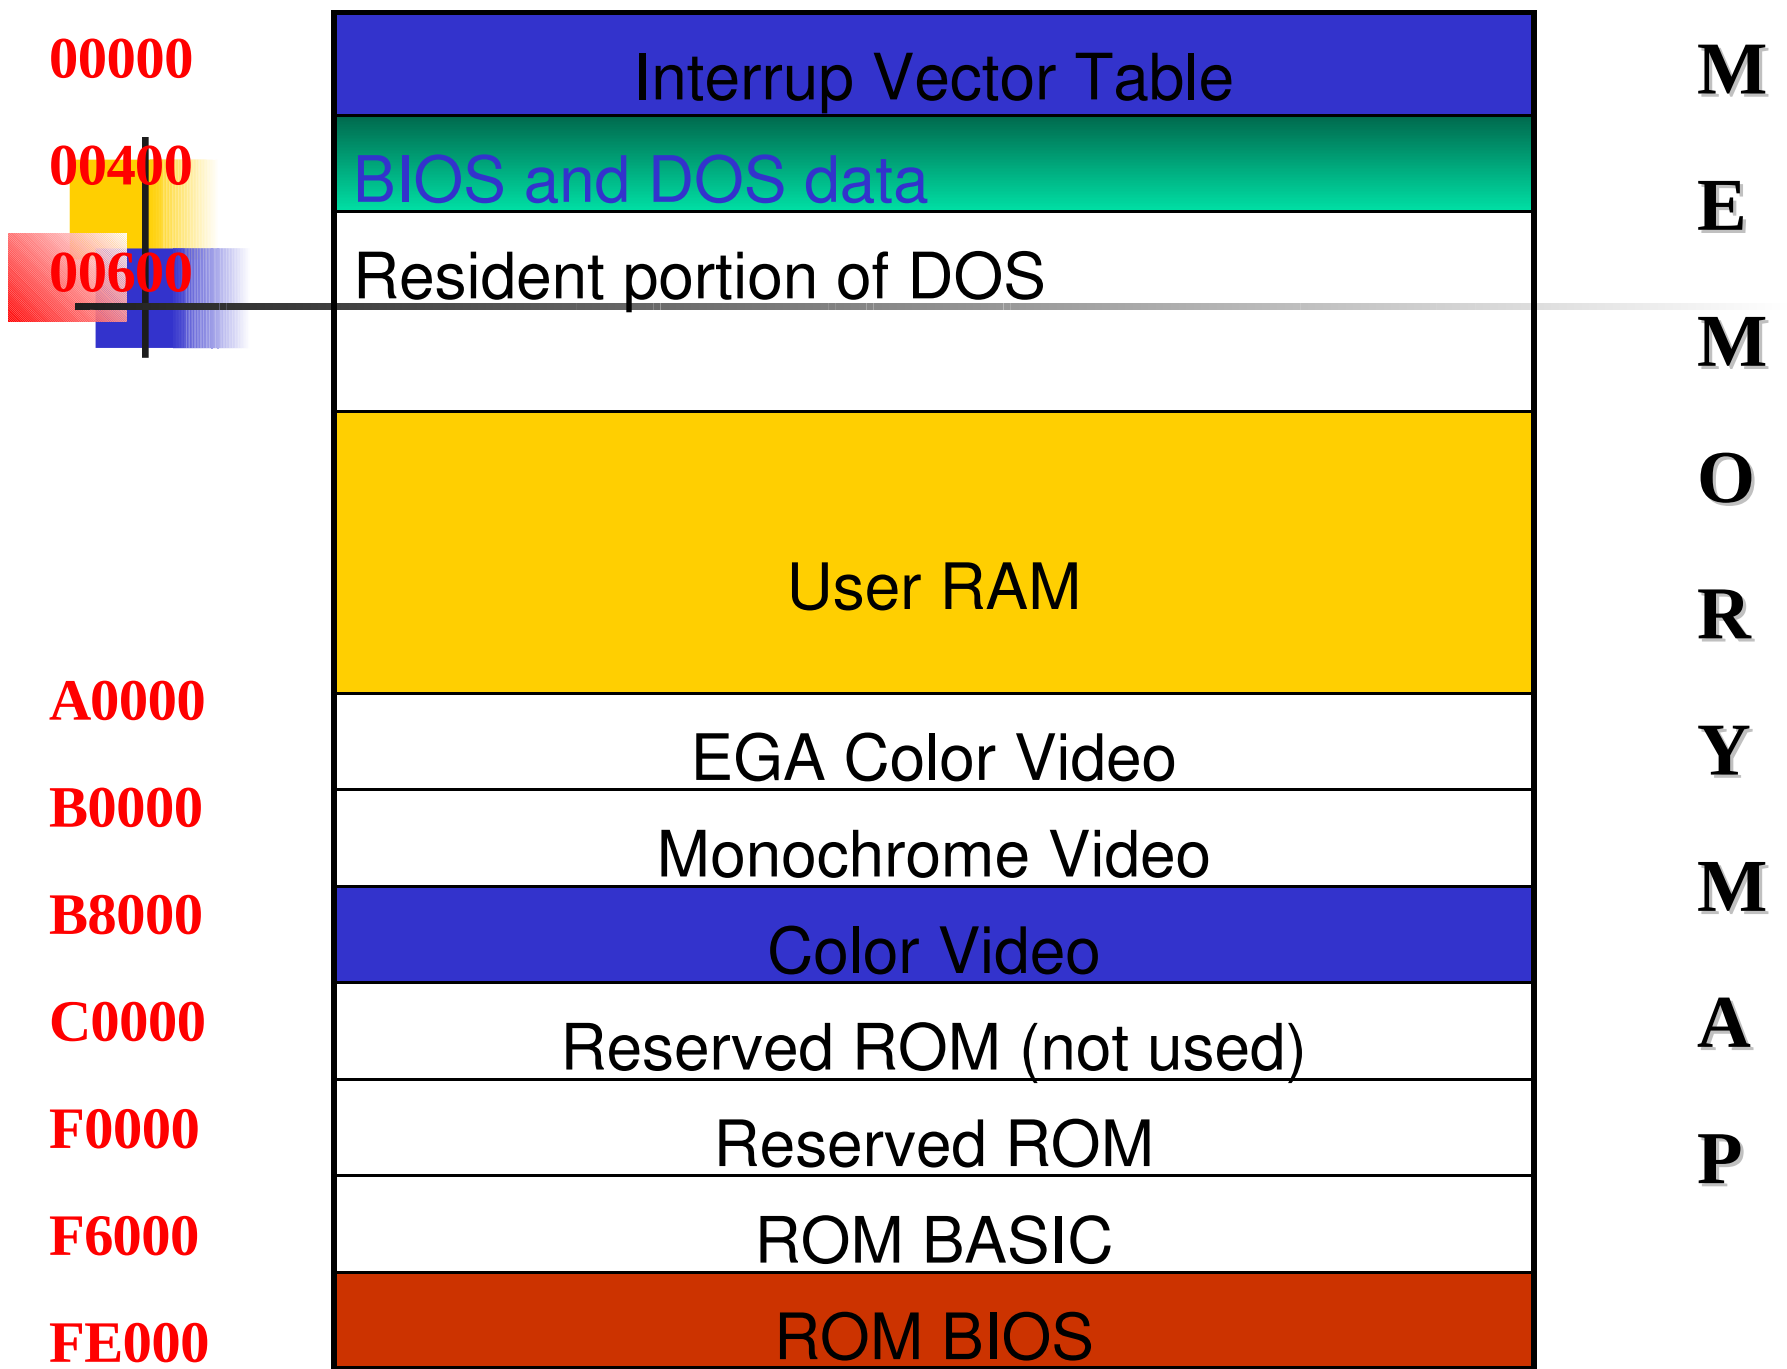 00000
Interrup Vector Table
00400
BIOS and DOS data
00600
Resident portion of DOS
User RAM
A0000
EGA Color Video
B0000
Monochrome Video
B8000
Color Video
C0000
Reserved ROM (not used)
F0000
Reserved ROM
F6000
ROM BASIC
FE000
ROM BIOS
M
E
M
O
R
Y
M
A
P